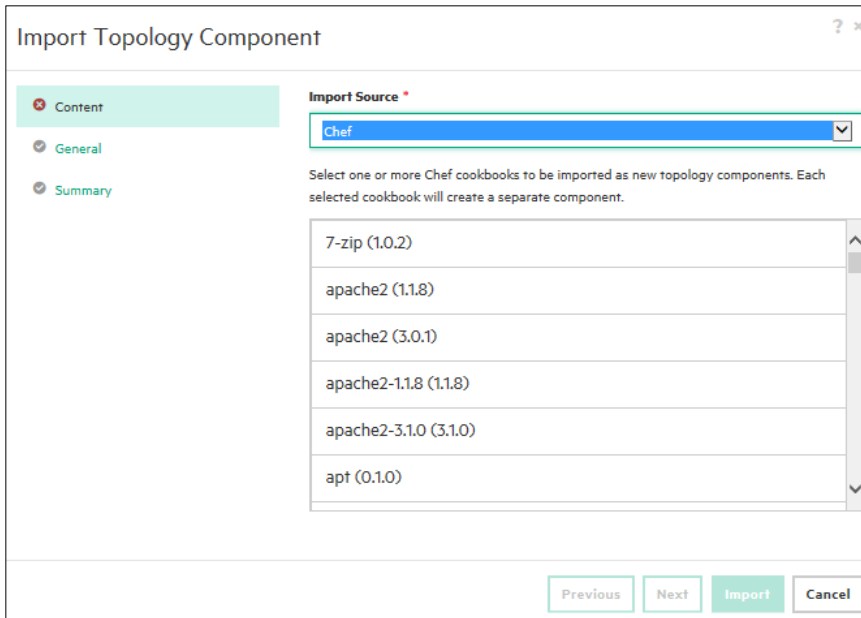 Import Topology Component
?
Content
General
Summary
Import Source *
Chef
Select one or more Chef cookbooks to be imported as new topology components. Each
selected cookbook will create a separate component.
7-zip (1.0.2)
apache2 (1.1.8)
apache2 (3.0.1)
apache2-1.1.8 (1.1.8)
apache2-3.1.0 (3.1.0)
apt (0.1.0)
Previous Next Import Cancel